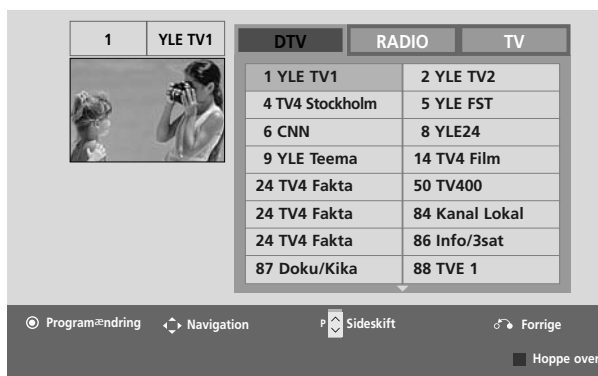 1 YLE TV1
DTV RADIO TV
1 YLE TV1 2 YLE TV2
4 TV4 Stockholm 5 YLE FST
6 CNN 8 YLE24
9 YLE Teema 14 TV4 Film
24 TV4 Fakta 50 TV400
24 TV4 Fakta 84 Kanal Lokal
24 TV4 Fakta 86 Info/3sat
87 Doku/Kika 88 TVE 1
Programændring Navigation P Sideskift Forrige
Hoppe over